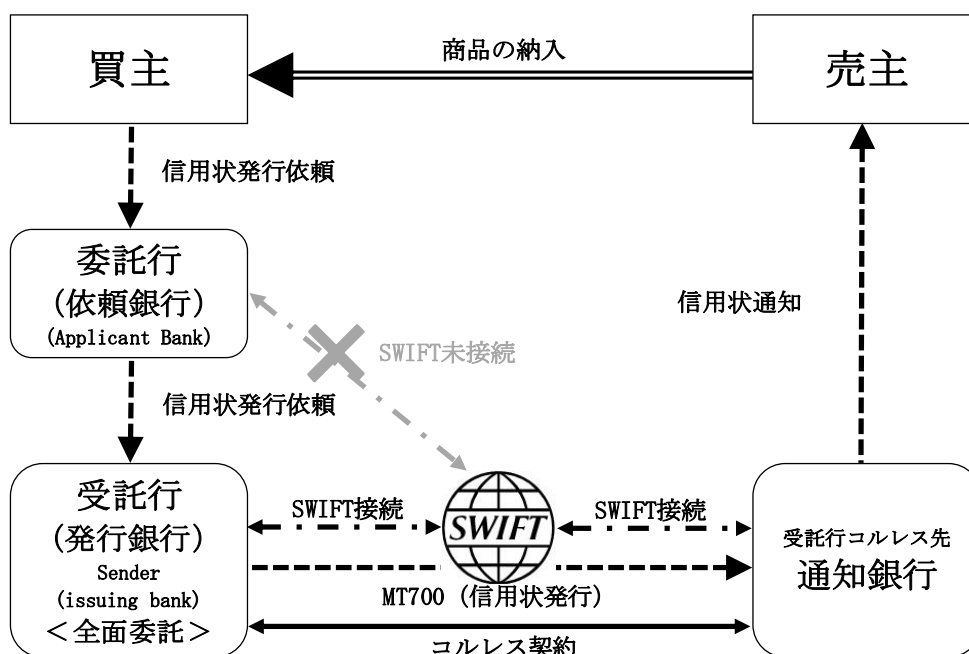 買主
商品の納入
売主
信用状発行依頼
委託行
(依頼銀行)
(Applicant Bank)
SWIFT未接続
信用状通知
信用状発行依頼
受託行
(発行銀行)
Sender
(issuing bank)
＜全面委託＞
SWIFT接続
SWIFT
SWIFT接続
受託行コルレス先
通知銀行
MT700 (信用状発行)
コルレス契約